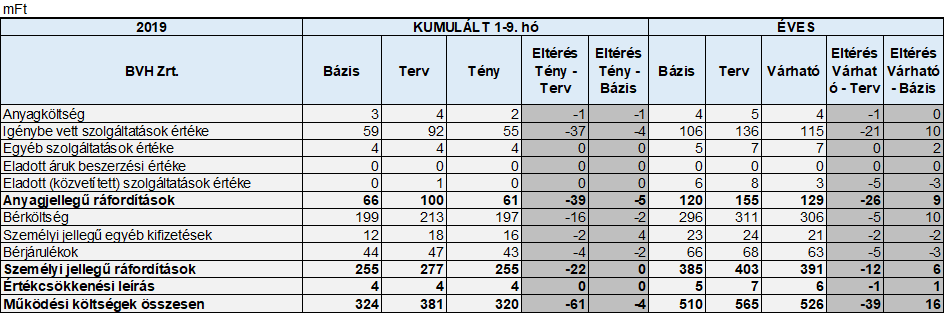 mFt
2019 KUMULÁLT 1-9. hó ÉVES
BVH Zrt. Bázis Terv Tény Eltérés Tény - Terv Eltérés Tény - Bázis Bázis Terv Várható Eltérés Várhat ó - Terv Eltérés Várható - Bázis
Anyagköltség 3 4 2 -1 -1 4 5 4 -1 0
Igénybe vett szolgáltatások értéke 59 92 55 -37 -4 106 136 115 -21 10
Egyéb szolgáltatások értéke 4 4 4 0 0 5 7 7 0 2
Eladott áruk beszerzési értéke 0 0 0 0 0 0 0 0 0 0
Eladott (közvetített) szolgáltatások értéke 0 1 0 0 0 6 8 3 -5 -3
Anyagjellegű ráfordítások 66 100 61 -39 -5 120 155 129 -26 9
Bérköltség 199 213 197 -16 -2 296 311 306 -5 10
Személyi jellegű egyéb kifizetések 12 18 16 -2 4 23 24 21 -2 -2
Bérjárulékok 44 47 43 -4 -2 66 68 63 -5 -3
Személyi jellegű ráfordítások 255 277 255 -22 0 385 403 391 -12 6
Értékcsökkenési leírás 4 4 4 0 0 5 7 6 -1 1
Működési költségek összesen 324 381 320 -61 -4 510 565 526 -39 16